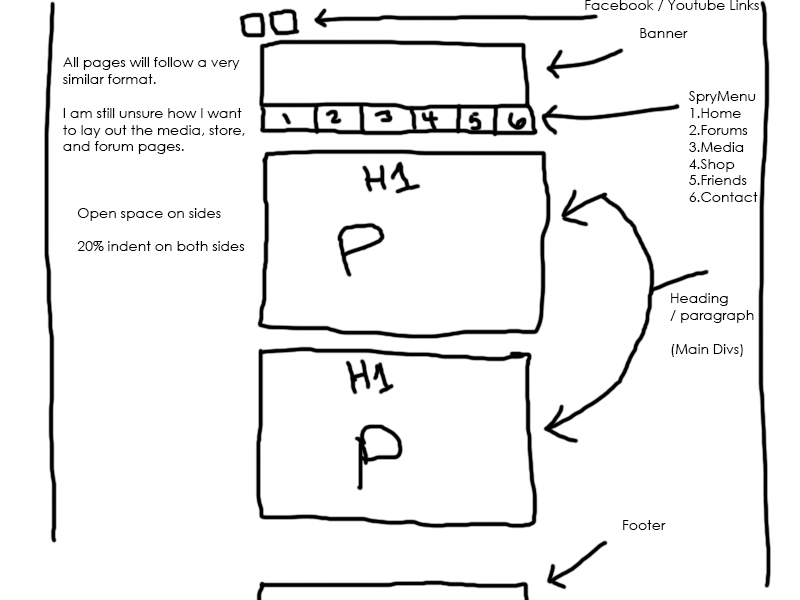 Facebook / Youtube Links
Banner
All pages will follow a very
similar format.
I am still unsure how I want
to lay out the media, store,
and forum pages.
SpryMenu
1.Home
2.Forums
3.Media
4.Shop
5.Friends
6.Contact
1 2 3 4 5 6
H1
P
Open space on sides
20% indent on both sides
Heading
/ paragraph
(Main Divs)
H1
P
Footer